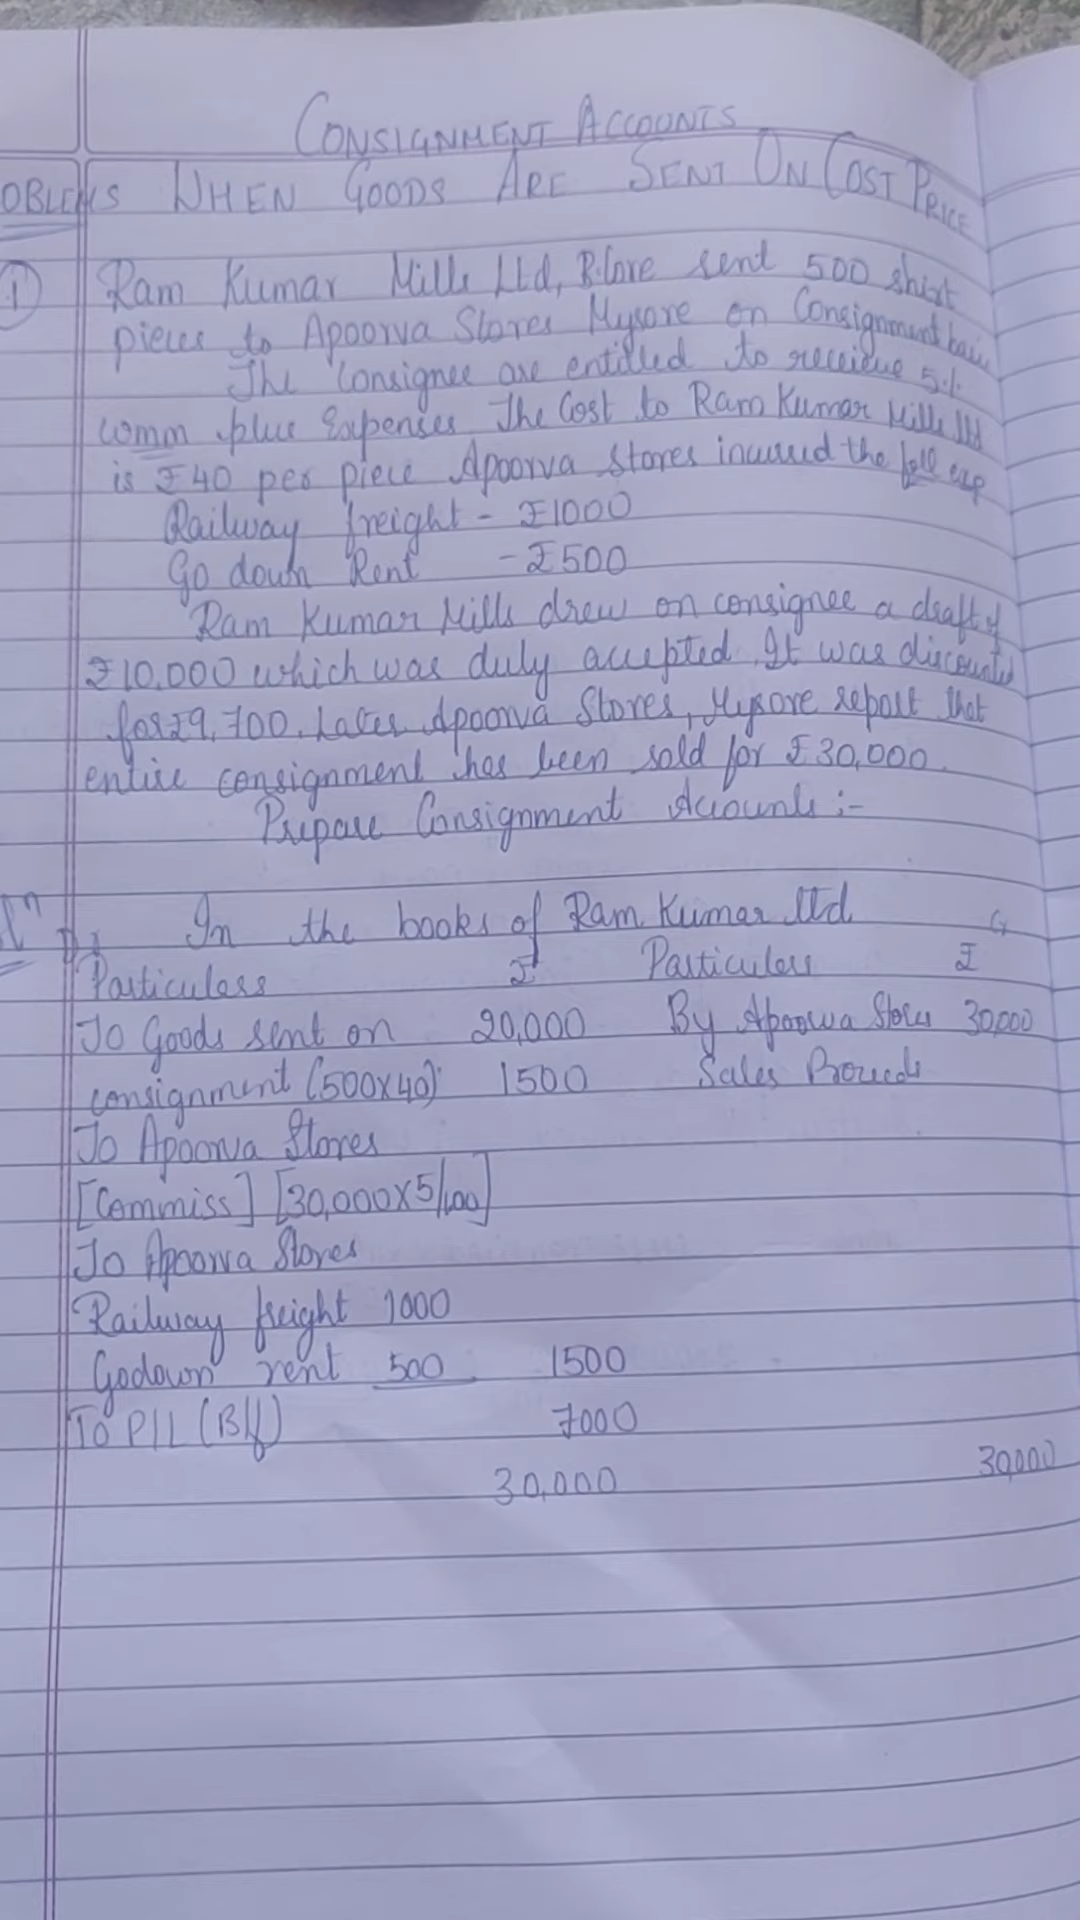 CONSIGNMENT ACCOUNTS
OBLEMS WHEN GOODS ARE SENT ON COST PRICE
1 Ram Kumar Mills Ltd, B.lore sent 500 shirt
pieces to Apoorva Stores Mysore on Consignment
The Consignee are entitled to receieve 5%
comm plus Expenses The Cost to Ram Kumar Mills ltd
is ₹40 per piece Apoorva Stores incurred the foll exp
Railway freight - ₹1000
Go down Rent - ₹500
Ram Kumar Mills drew on consignee a draft of
₹10,000 which was duly accepted. It was discounted
for ₹9,700. Later Apoorva Stores, Mysore report that
entire consignment has been sold for ₹30,000.
Prepare Consignment Accounts :-
In the books of Ram Kumar ltd
Dr Cr
Particulars ₹ Particulars ₹
To Goods sent on 20,000 By Apoorva Stores 30,000
consignment (500x40) 1500 Sales Proceeds
To Apoorva Stores
[Commiss] [30,000x5/100]
To Apoorva Stores
Railway freight 1000
Godown rent 500 1500
To P/L (B/f) 7000
30,000 30,000